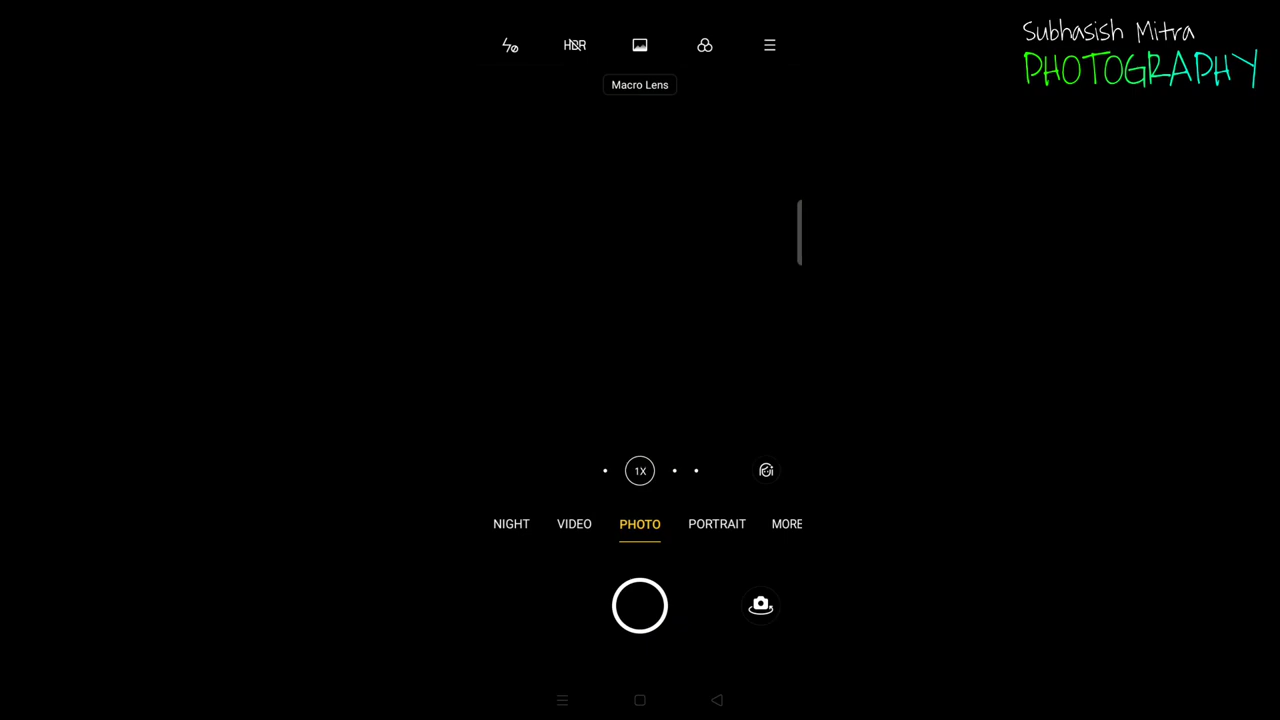 Subhasish Mitra
PHOTOGRAPHY
HDR
Macro Lens
1X
NIGHT VIDEO PHOTO PORTRAIT MORE